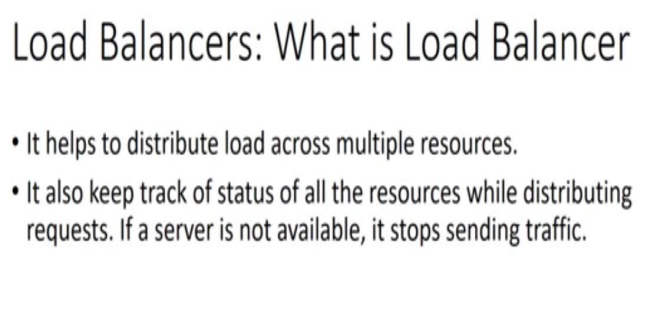 Load Balancers: What is Load Balancer
• It helps to distribute load across multiple resources.
• It also keep track of status of all the resources while distributing
requests. If a server is not available, it stops sending traffic.